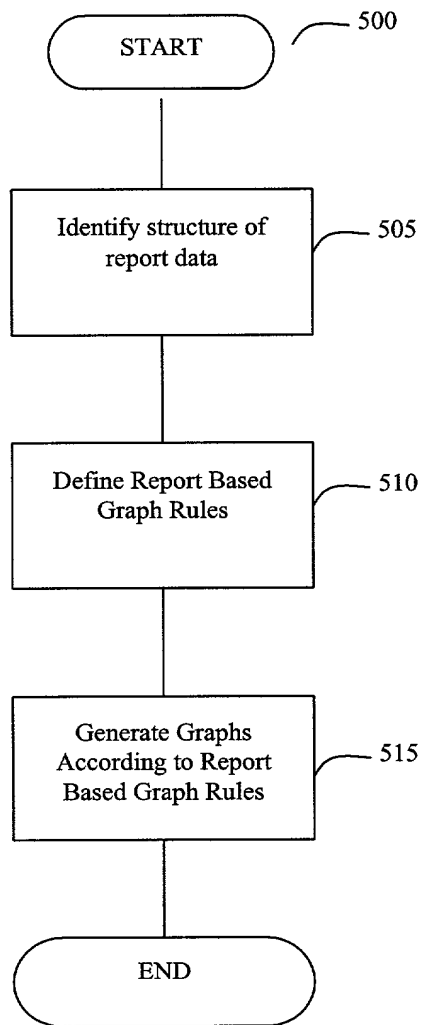 START
500
Identify structure of
report data
505
Define Report Based
Graph Rules
510
Generate Graphs
According to Report
Based Graph Rules
515
END